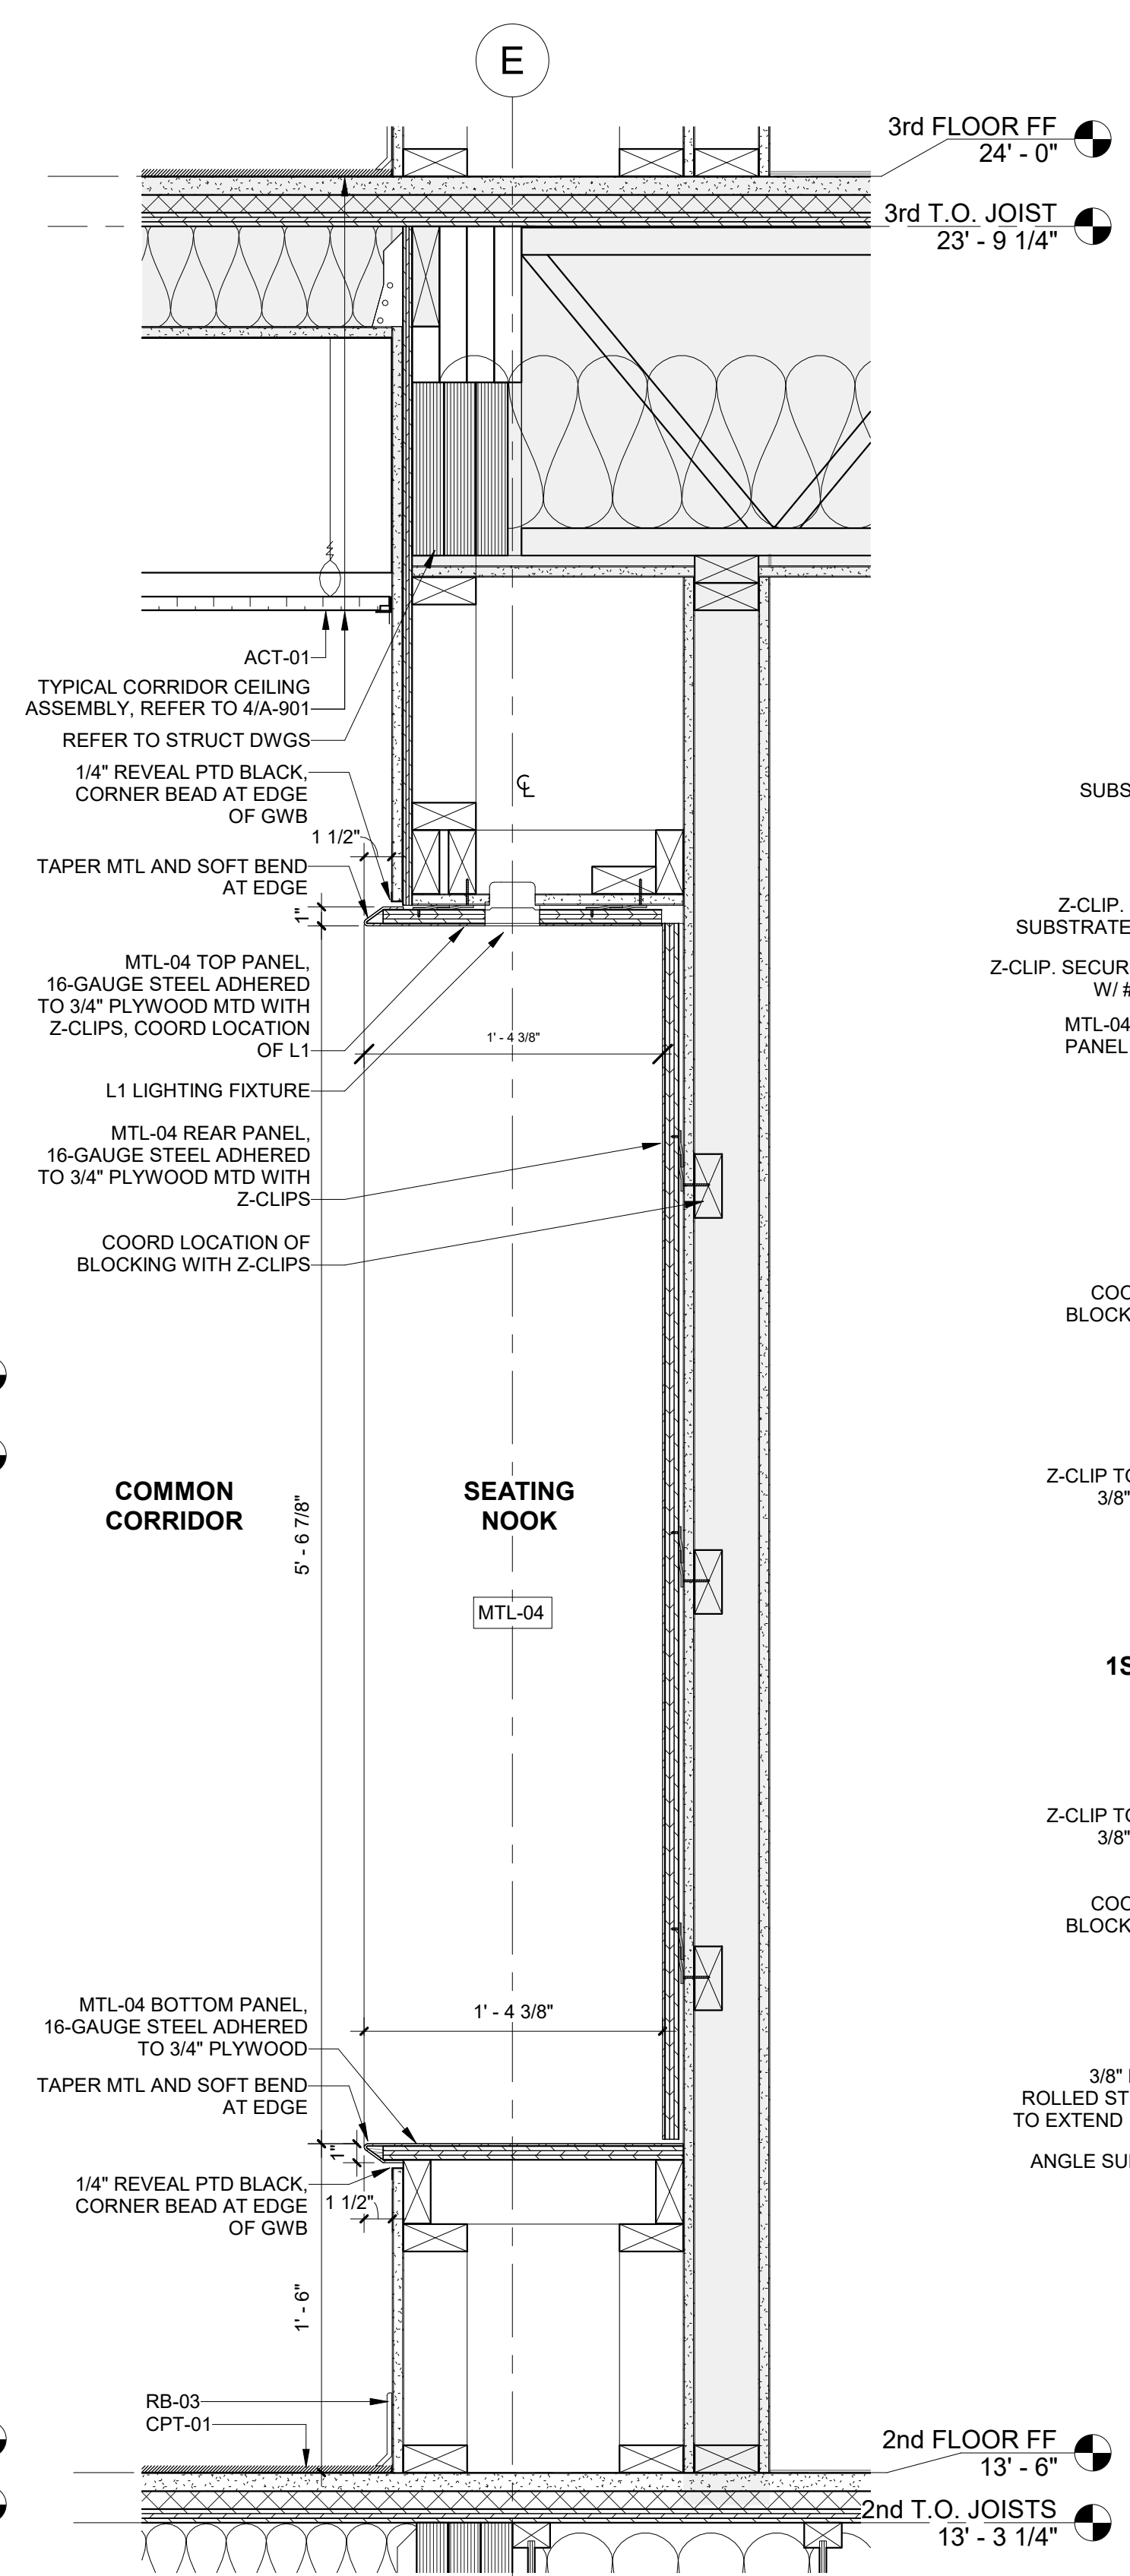 E
3rd FLOOR FF
24' - 0"
3rd T.O. JOIST
23' - 9 1/4"
ACT-01
TYPICAL CORRIDOR CEILING
ASSEMBLY, REFER TO 4/A-901
REFER TO STRUCT DWGS
1/4" REVEAL PTD BLACK,
CORNER BEAD AT EDGE
OF GWB
1 1/2"
TAPER MTL AND SOFT BEND
AT EDGE
1"
MTL-04 TOP PANEL,
16-GAUGE STEEL ADHERED
TO 3/4" PLYWOOD MTD WITH
Z-CLIPS, COORD LOCATION
OF L1
1' - 4 3/8"
L1 LIGHTING FIXTURE
MTL-04 REAR PANEL,
16-GAUGE STEEL ADHERED
TO 3/4" PLYWOOD MTD WITH
Z-CLIPS
COORD LOCATION OF
BLOCKING WITH Z-CLIPS
COMMON
CORRIDOR
5' - 6 7/8"
SEATING
NOOK
MTL-04
MTL-04 BOTTOM PANEL,
16-GAUGE STEEL ADHERED
TO 3/4" PLYWOOD
1' - 4 3/8"
TAPER MTL AND SOFT BEND
AT EDGE
1"
1/4" REVEAL PTD BLACK,
CORNER BEAD AT EDGE
OF GWB
1 1/2"
1' - 6"
RB-03
CPT-01
2nd FLOOR FF
13' - 6"
2nd T.O. JOISTS
13' - 3 1/4"
SUBS
Z-CLIP.
SUBSTRATE
Z-CLIP. SECUR
W/ #
MTL-04
PANEL
COO
BLOCK
Z-CLIP TO
3/8"
1S
Z-CLIP TO
3/8"
COO
BLOCK
3/8"
ROLLED ST
TO EXTEND
ANGLE SU